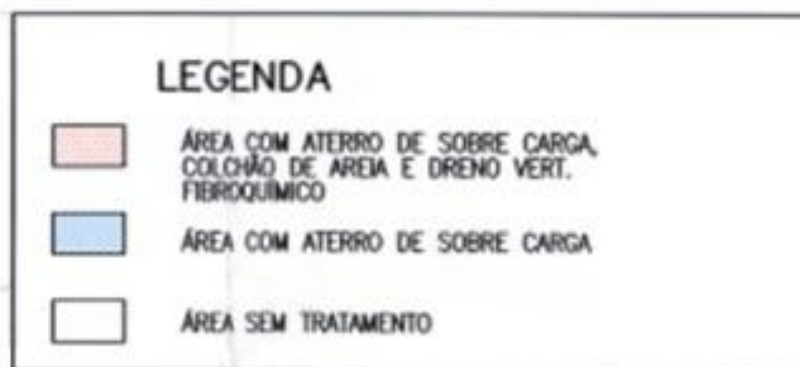 LEGENDA
ÁREA COM ATERRO DE SOBRE CARGA,
COLCHÃO DE AREIA E DRENO VERT.
FIBROQUÍMICO
ÁREA COM ATERRO DE SOBRE CARGA
ÁREA SEM TRATAMENTO